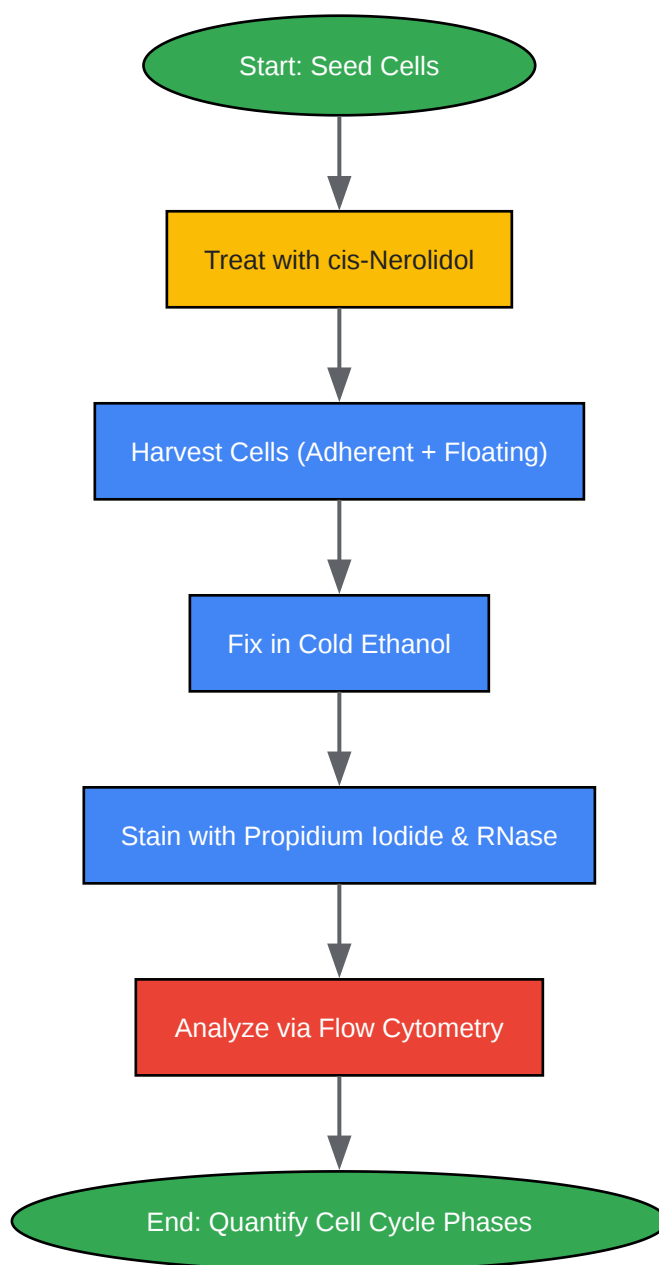 Start: Seed Cells
Treat with cis-Nerolidol
Harvest Cells (Adherent + Floating)
Fix in Cold Ethanol
Stain with Propidium Iodide & RNase
Analyze via Flow Cytometry
End: Quantify Cell Cycle Phases